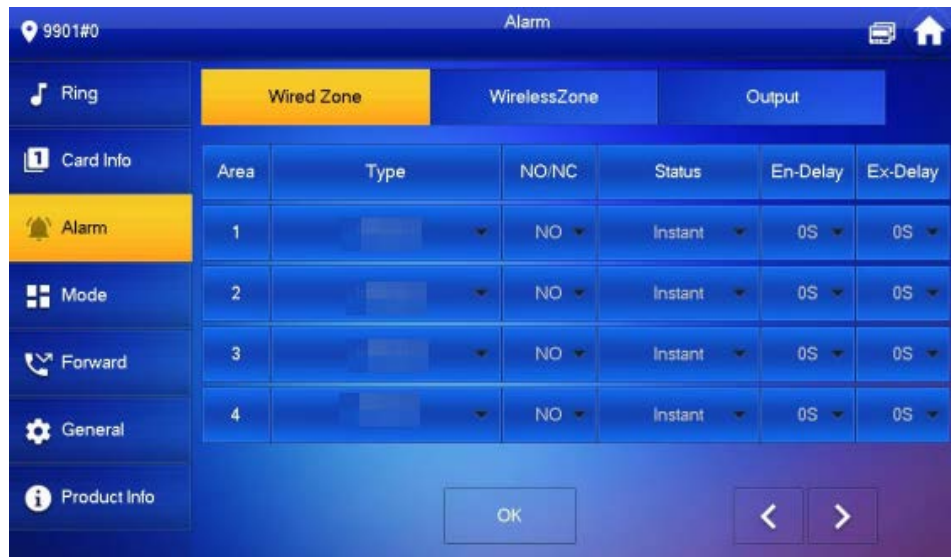 9901#0
Alarm
Ring
Card Info
Alarm
Mode
Forward
General
Product Info
Wired Zone WirelessZone Output
Area Type NO/NC Status En-Delay Ex-Delay
1 NO Instant 0S 0S
2 NO Instant 0S 0S
3 NO Instant 0S 0S
4 NO Instant 0S 0S
OK